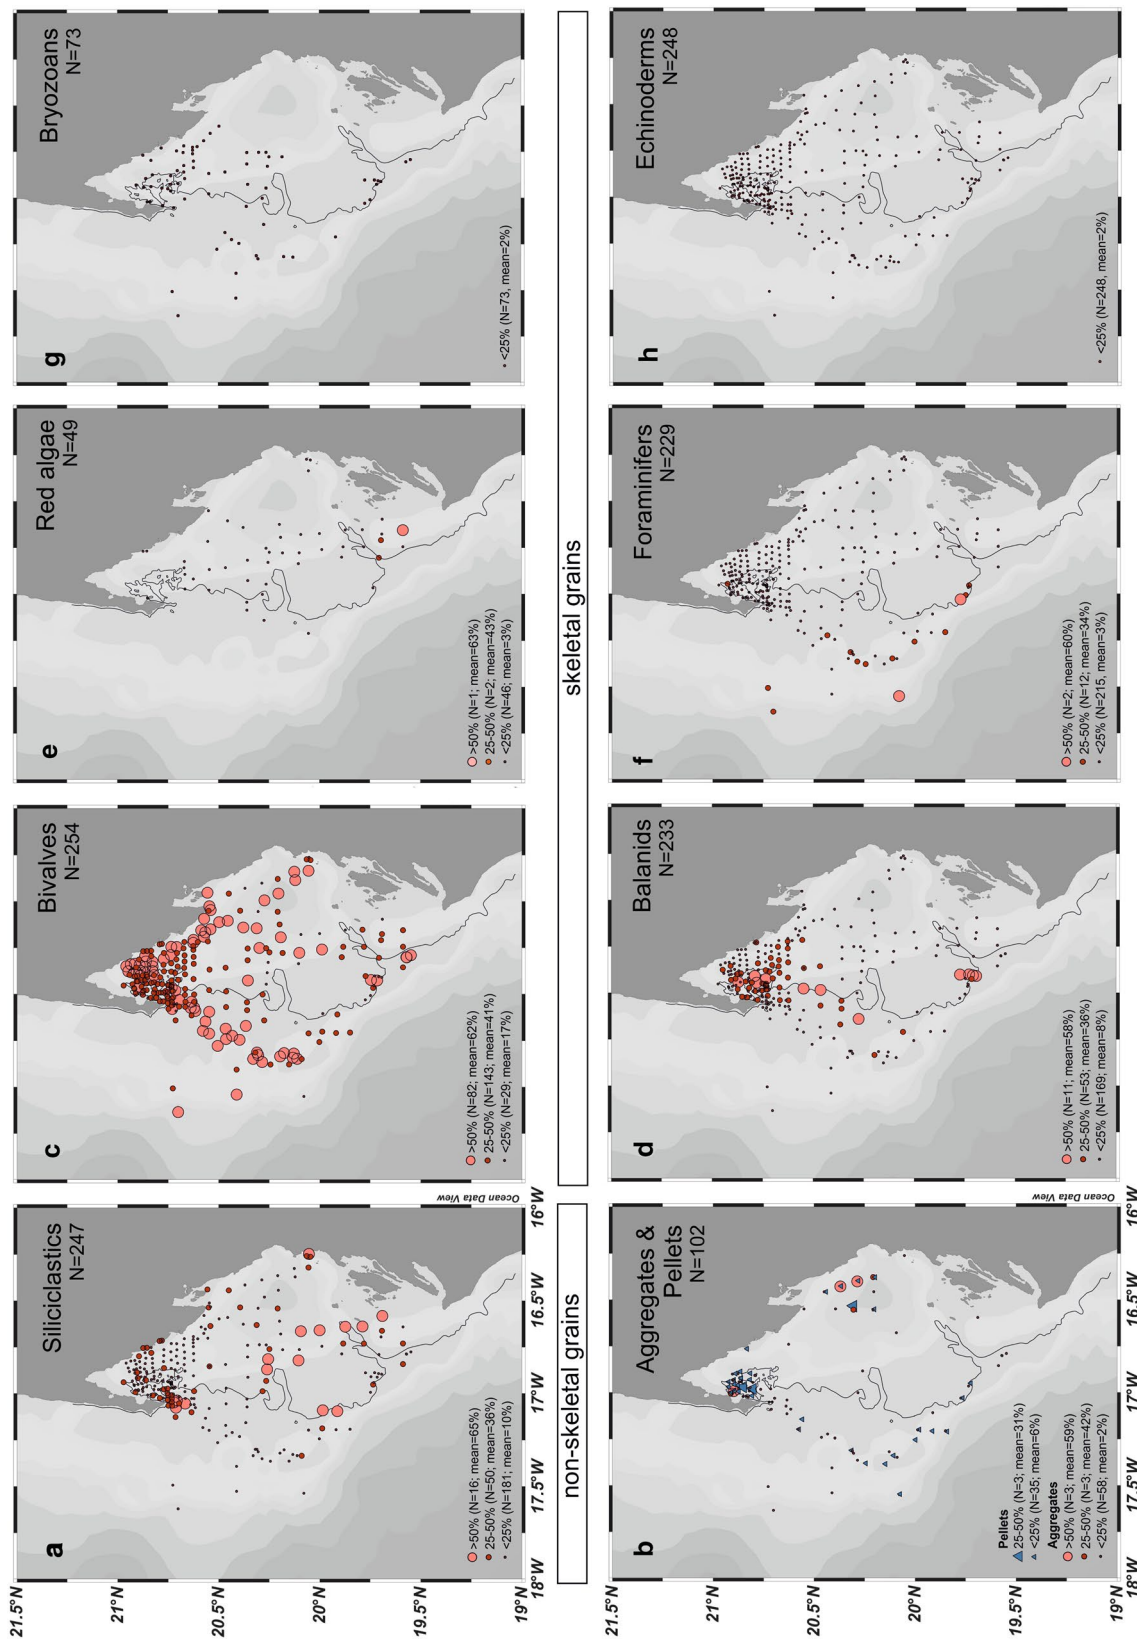 a
Siliciclastics
N=247
>50% (N=16; mean=65%)
25-50% (N=50; mean=36%)
<25% (N=181; mean=10%)
21.5°N
21°N
20.5°N
20°N
19.5°N
19°N
Ocean Data View
c
Bivalves
N=254
>50% (N=82; mean=62%)
25-50% (N=143; mean=41%)
<25% (N=29; mean=17%)
e
Red algae
N=49
>50% (N=1; mean=63%)
25-50% (N=2; mean=43%)
<25% (N=46; mean=3%)
g
Bryozoans
N=73
<25% (N=73, mean=2%)
non-skeletal grains
skeletal grains
b
Aggregates &
Pellets
N=102
Pellets
25-50% (N=3; mean=31%)
<25% (N=35; mean=6%)
Aggregates
>50% (N=3; mean=59%)
25-50% (N=3; mean=42%)
<25% (N=58; mean=2%)
21.5°N
21°N
20.5°N
20°N
19.5°N
19°N
18°W
17.5°W
17°W
16.5°W
16°W
Ocean Data View
d
Balanids
N=233
>50% (N=11; mean=58%)
25-50% (N=53; mean=36%)
<25% (N=169; mean=8%)
f
Foraminifers
N=229
>50% (N=2; mean=60%)
25-50% (N=12; mean=34%)
<25% (N=215, mean=3%)
h
Echinoderms
N=248
<25% (N=248, mean=2%)
18°W
17.5°W
17°W
16.5°W
16°W